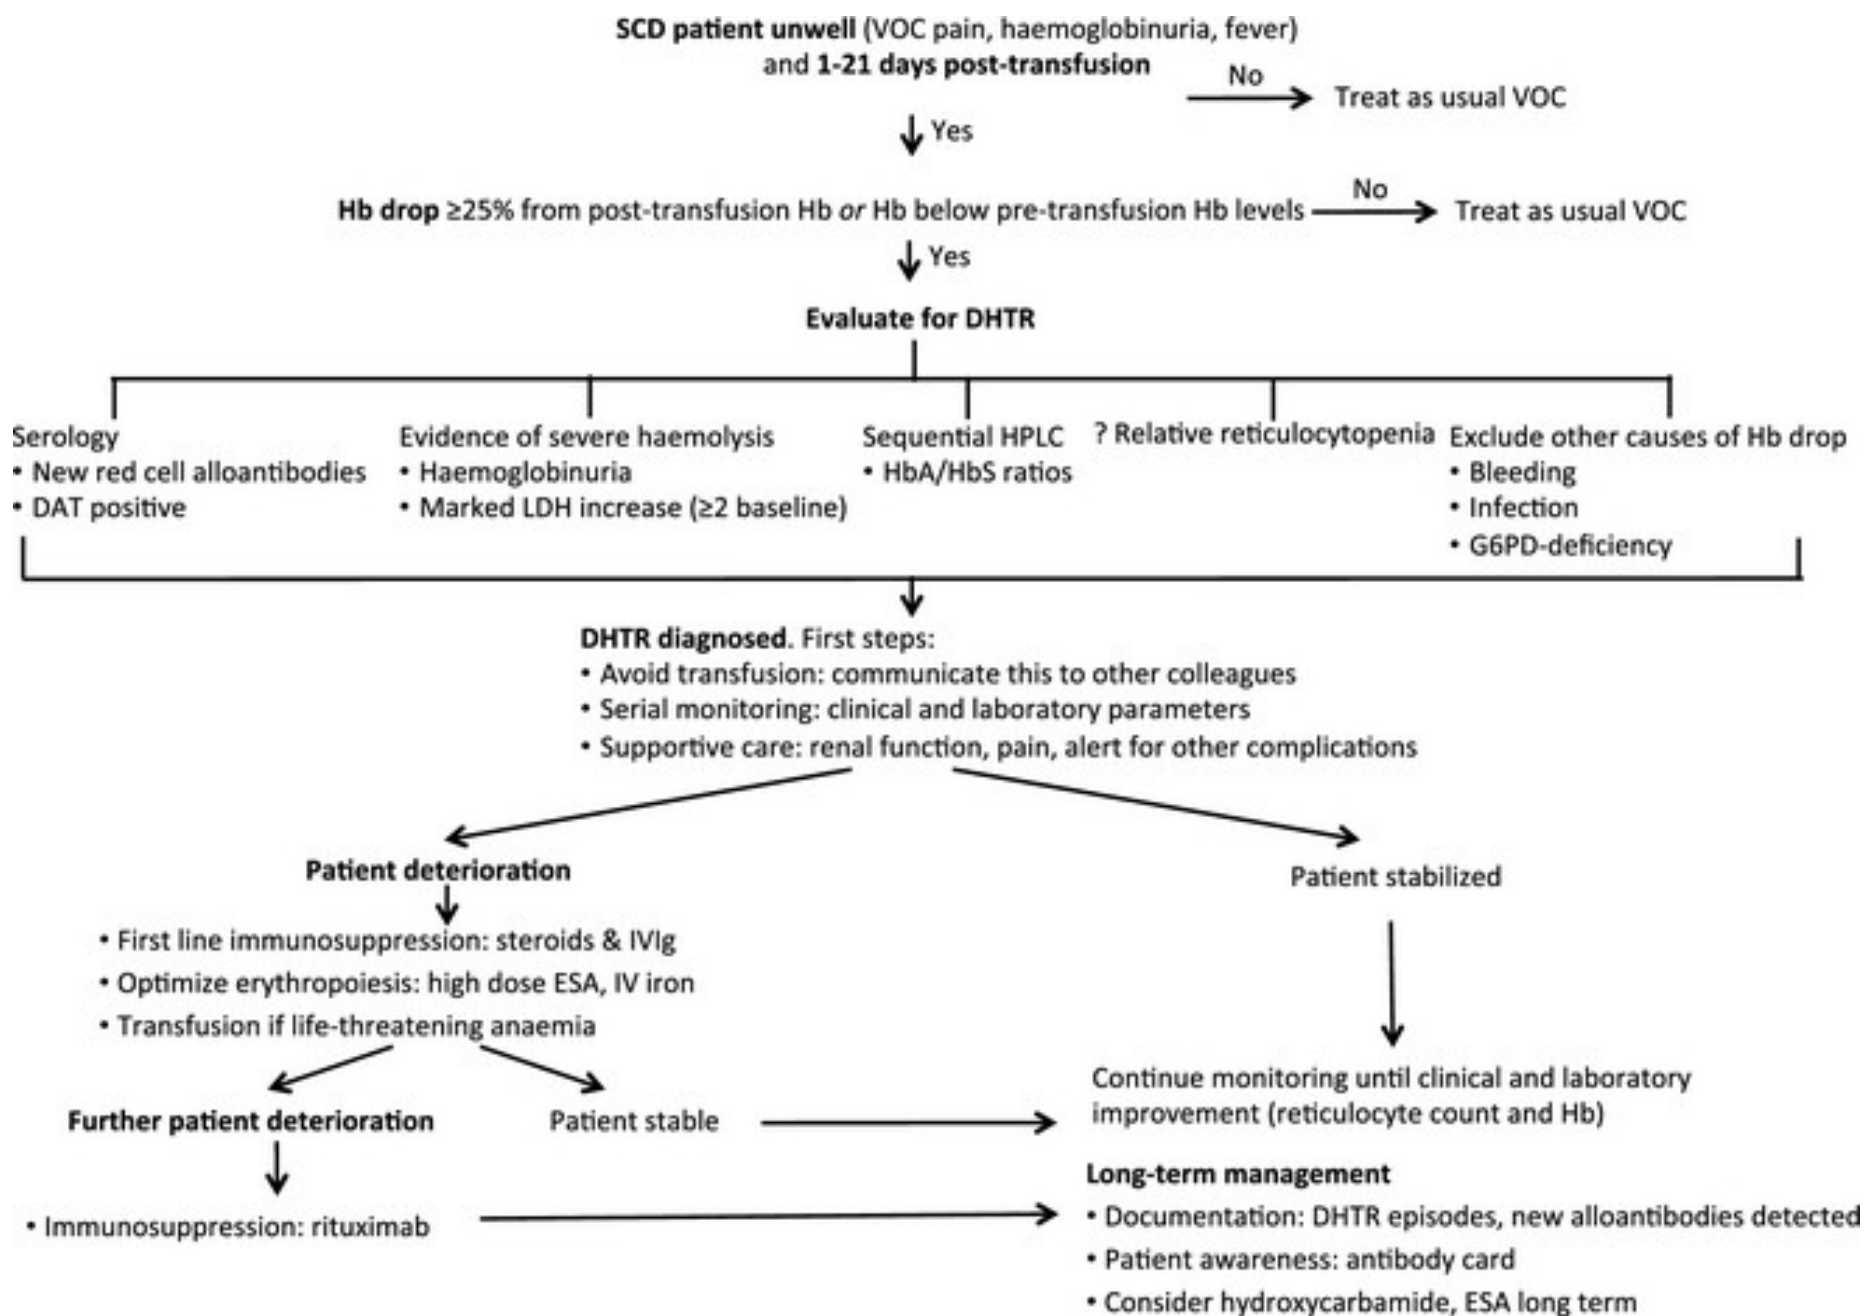 SCD patient unwell (VOC pain, haemoglobinuria, fever)
and 1-21 days post-transfusion
No
Treat as usual VOC
Yes
Hb drop ≥25% from post-transfusion Hb or Hb below pre-transfusion Hb levels
No
Treat as usual VOC
Yes
Evaluate for DHTR
Serology
• New red cell alloantibodies
• DAT positive
Evidence of severe haemolysis
• Haemoglobinuria
• Marked LDH increase (≥2 baseline)
Sequential HPLC
• HbA/HbS ratios
? Relative reticulocytopenia
Exclude other causes of Hb drop
• Bleeding
• Infection
• G6PD-deficiency
DHTR diagnosed. First steps:
• Avoid transfusion: communicate this to other colleagues
• Serial monitoring: clinical and laboratory parameters
• Supportive care: renal function, pain, alert for other complications
Patient deterioration
• First line immunosuppression: steroids & IVIg
• Optimize erythropoiesis: high dose ESA, IV iron
• Transfusion if life-threatening anaemia
Further patient deterioration
Patient stable
• Immunosuppression: rituximab
Patient stabilized
Continue monitoring until clinical and laboratory
improvement (reticulocyte count and Hb)
Long-term management
• Documentation: DHTR episodes, new alloantibodies detected
• Patient awareness: antibody card
• Consider hydroxycarbamide, ESA long term